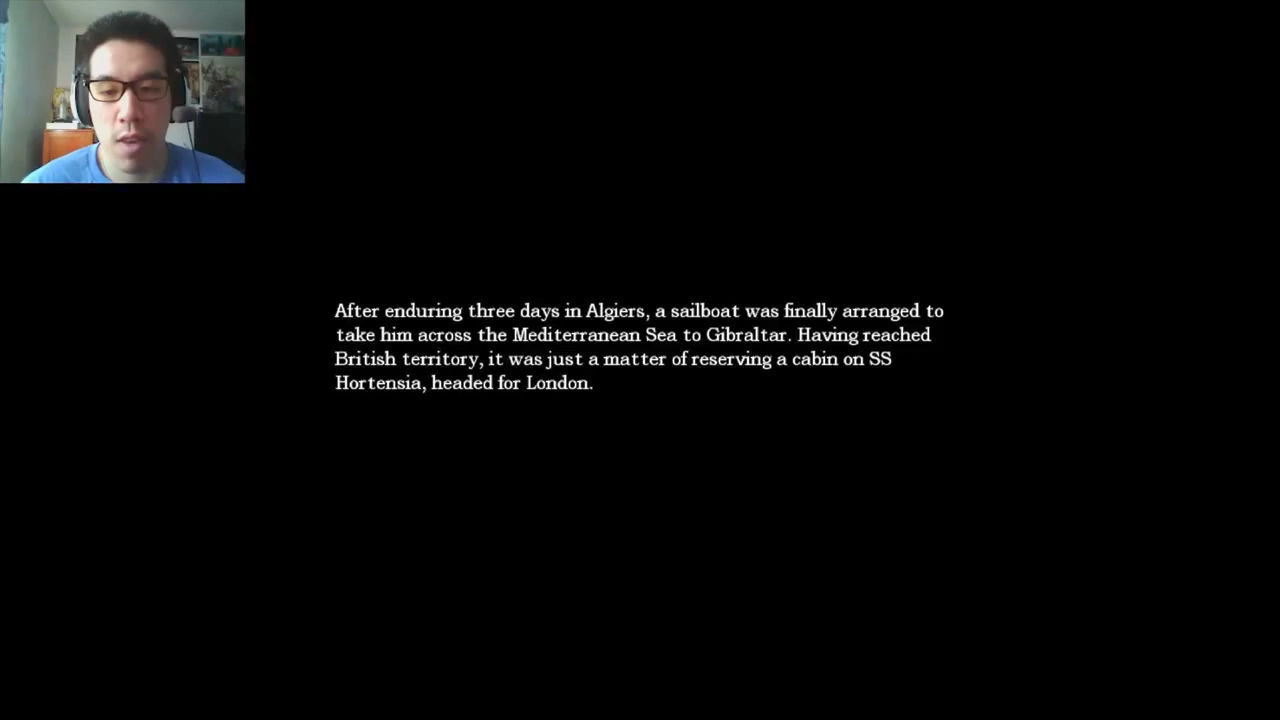 After enduring three days in Algiers, a sailboat was finally arranged to
take him across the Mediterranean Sea to Gibraltar. Having reached
British territory, it was just a matter of reserving a cabin on SS
Hortensia, headed for London.